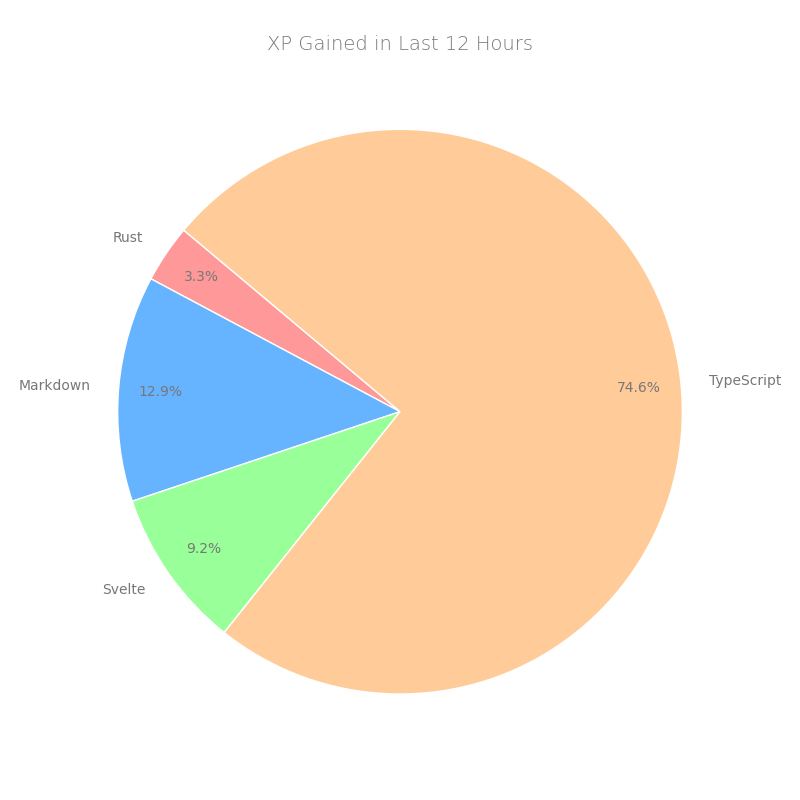 XP Gained in Last 12 Hours
Rust
3.3%
Markdown
12.9%
74.6%
TypeScript
9.2%
Svelte